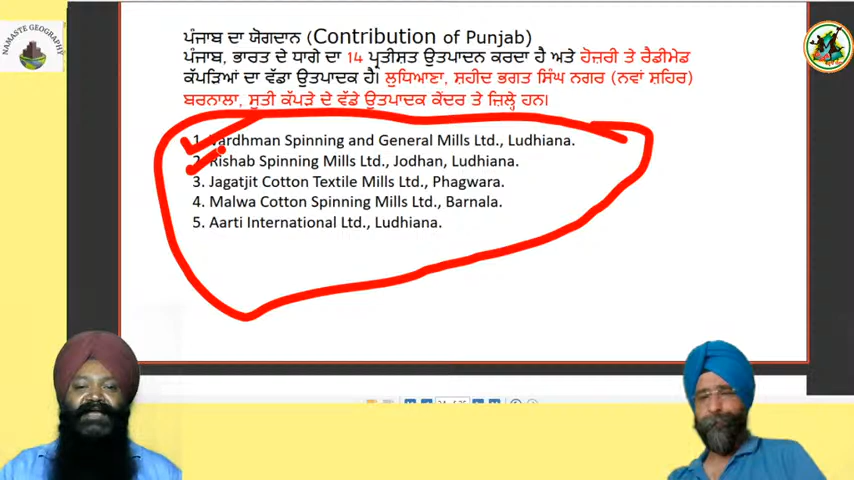 NAMASTE GEOGRAPHY
ਪੰਜਾਬ ਦਾ ਯੋਗਦਾਨ (Contribution of Punjab)
ਪੰਜਾਬ, ਭਾਰਤ ਦੇ ਧਾਗੇ ਦਾ 14 ਪ੍ਰਤੀਸ਼ਤ ਉਤਪਾਦਨ ਕਰਦਾ ਹੈ ਅਤੇ ਹੋਜ਼ਰੀ ਤੇ ਰੈਡੀਮੇਡ
ਕੱਪੜਿਆਂ ਦਾ ਵੱਡਾ ਉਤਪਾਦਕ ਹੈ। ਲੁਧਿਆਣਾ, ਸ਼ਹੀਦ ਭਗਤ ਸਿੰਘ ਨਗਰ (ਨਵਾਂ ਸ਼ਹਿਰ)
ਬਰਨਾਲਾ, ਸੂਤੀ ਕੱਪੜੇ ਦੇ ਵੱਡੇ ਉਤਪਾਦਕ ਕੇਂਦਰ ਤੇ ਜ਼ਿਲ੍ਹੇ ਹਨ।
1. Vardhman Spinning and General Mills Ltd., Ludhiana.
2. Rishab Spinning Mills Ltd., Jodhan, Ludhiana.
3. Jagatjit Cotton Textile Mills Ltd., Phagwara.
4. Malwa Cotton Spinning Mills Ltd., Barnala.
5. Aarti International Ltd., Ludhiana.